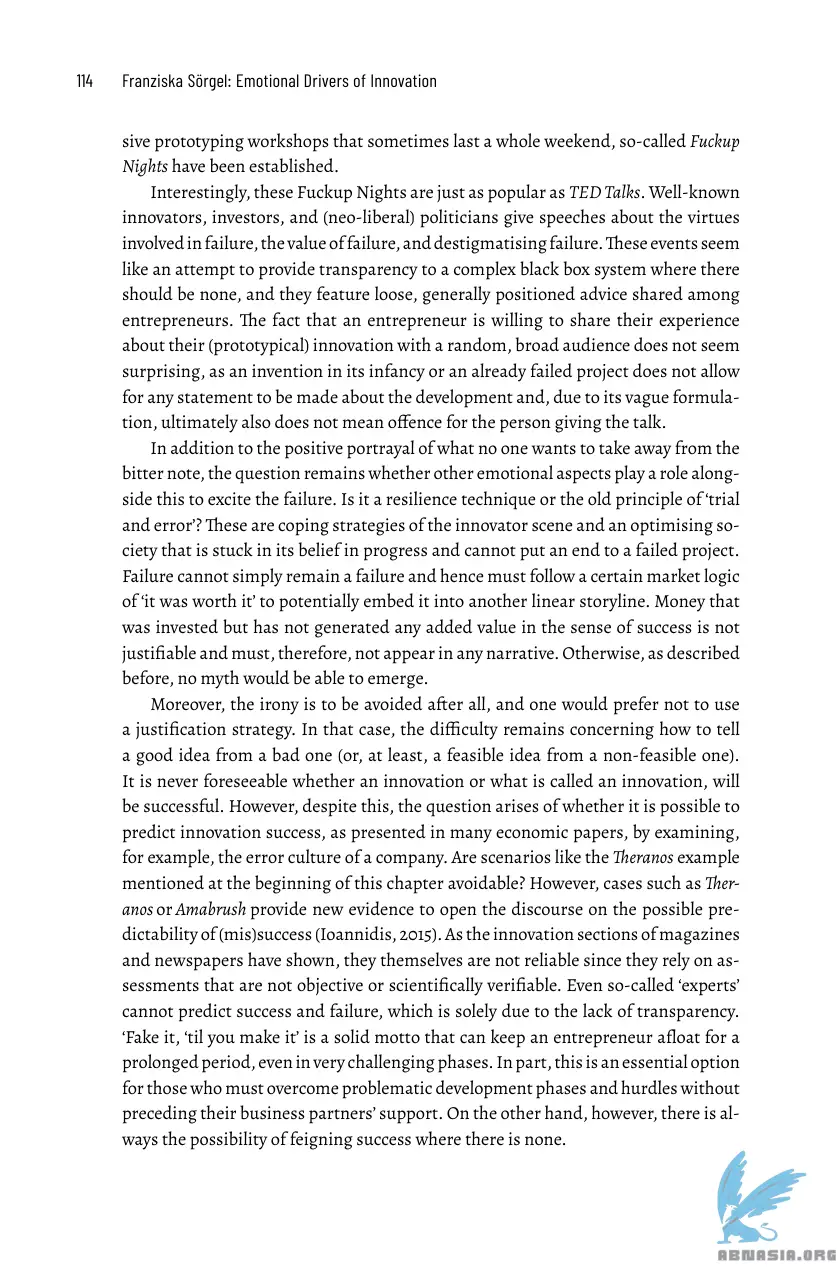 114 Franziska Sörgel: Emotional Drivers of Innovation
sive prototyping workshops that sometimes last a whole weekend, so-called Fuckup
Nights have been established.
Interestingly, these Fuckup Nights are just as popular as TED Talks. Well-known
innovators, investors, and (neo-liberal) politicians give speeches about the virtues
involved in failure, the value of failure, and destigmatising failure. These events seem
like an attempt to provide transparency to a complex black box system where there
should be none, and they feature loose, generally positioned advice shared among
entrepreneurs. The fact that an entrepreneur is willing to share their experience
about their (prototypical) innovation with a random, broad audience does not seem
surprising, as an invention in its infancy or an already failed project does not allow
for any statement to be made about the development and, due to its vague formula-
tion, ultimately also does not mean offence for the person giving the talk.
In addition to the positive portrayal of what no one wants to take away from the
bitter note, the question remains whether other emotional aspects play a role along-
side this to excite the failure. Is it a resilience technique or the old principle of ‘trial
and error’? These are coping strategies of the innovator scene and an optimising so-
ciety that is stuck in its belief in progress and cannot put an end to a failed project.
Failure cannot simply remain a failure and hence must follow a certain market logic
of ‘it was worth it’ to potentially embed it into another linear storyline. Money that
was invested but has not generated any added value in the sense of success is not
justifiable and must, therefore, not appear in any narrative. Otherwise, as described
before, no myth would be able to emerge.
Moreover, the irony is to be avoided after all, and one would prefer not to use
a justification strategy. In that case, the difficulty remains concerning how to tell
a good idea from a bad one (or, at least, a feasible idea from a non-feasible one).
It is never foreseeable whether an innovation or what is called an innovation, will
be successful. However, despite this, the question arises of whether it is possible to
predict innovation success, as presented in many economic papers, by examining,
for example, the error culture of a company. Are scenarios like the Theranos example
mentioned at the beginning of this chapter avoidable? However, cases such as Ther-
anos or Amabrush provide new evidence to open the discourse on the possible pre-
dictability of (mis)success (Ioannidis, 2015). As the innovation sections of magazines
and newspapers have shown, they themselves are not reliable since they rely on as-
sessments that are not objective or scientifically verifiable. Even so-called ‘experts’
cannot predict success and failure, which is solely due to the lack of transparency.
‘Fake it, ‘til you make it’ is a solid motto that can keep an entrepreneur afloat for a
prolonged period, even in very challenging phases. In part, this is an essential option
for those who must overcome problematic development phases and hurdles without
preceding their business partners’ support. On the other hand, however, there is al-
ways the possibility of feigning success where there is none.
ABNASIA.ORG